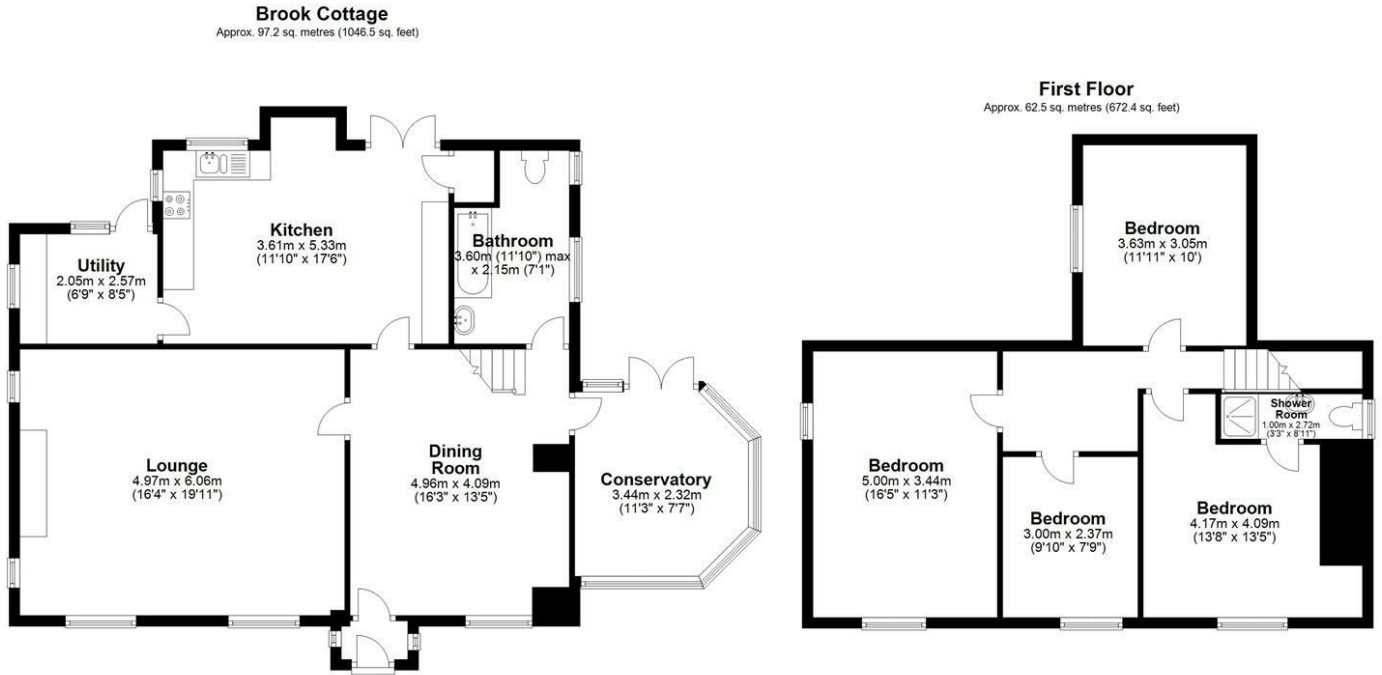 Brook Cottage
Approx. 97.2 sq. metres (1046.5 sq. feet)
Kitchen
3.61m x 5.33m
(11'10" x 17'6")
Utility
2.05m x 2.57m
(6'9" x 8'5")
Bathroom
3.60m (11'10") max
x 2.15m (7'1")
Lounge
4.97m x 6.06m
(16'4" x 19'11")
Dining
Room
4.96m x 4.09m
(16'3" x 13'5")
Conservatory
3.44m x 2.32m
(11'3" x 7'7")
First Floor
Approx. 62.5 sq. metres (672.4 sq. feet)
Bedroom
3.63m x 3.05m
(11'11" x 10')
Shower
Room
1.00m x 2.72m
(3'3" x 8'11")
Bedroom
5.00m x 3.44m
(16'5" x 11'3")
Bedroom
3.00m x 2.37m
(9'10" x 7'9")
Bedroom
4.17m x 4.09m
(13'8" x 13'5")